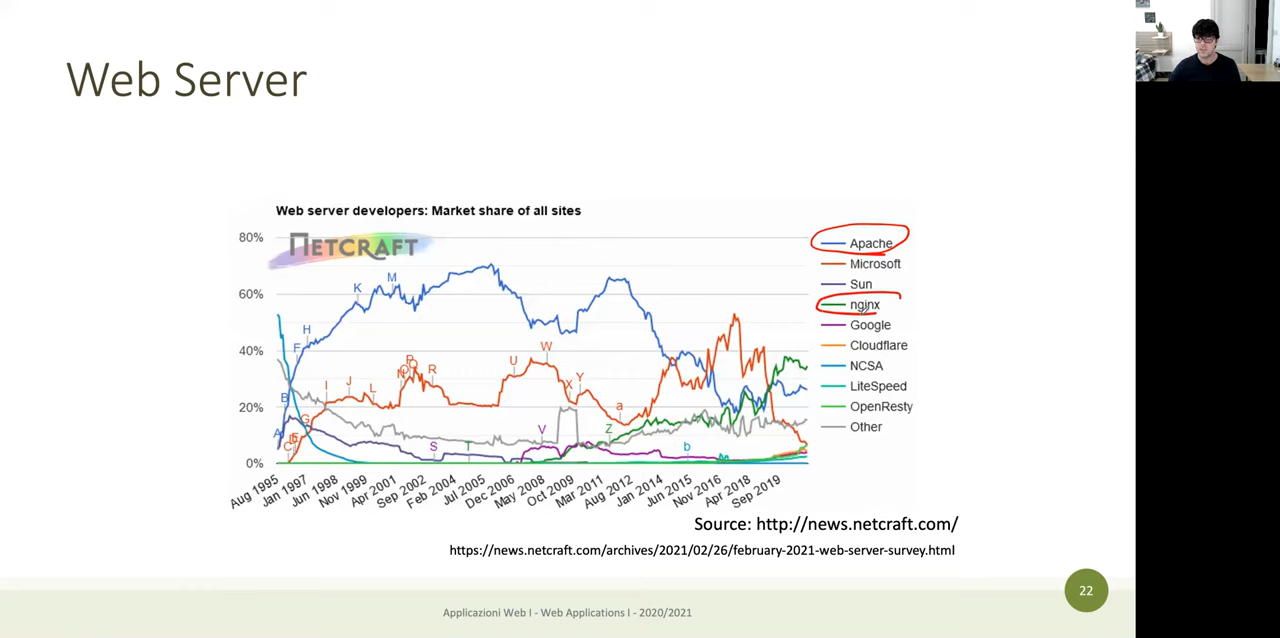 Web Server
Web server developers: Market share of all sites
NETCRAFT
80%
60%
40%
20%
0%
A
B
C
D
E
F
G
H
I
J
K
L
M
N
O
P
Q
R
S
T
U
V
W
X
Y
Z
a
b
Aug 1995
Jan 1997
Jun 1998
Nov 1999
Apr 2001
Sep 2002
Feb 2004
Jul 2005
Dec 2006
May 2008
Oct 2009
Mar 2011
Aug 2012
Jan 2014
Jun 2015
Nov 2016
Apr 2018
Sep 2019
Apache
Microsoft
Sun
nginx
Google
Cloudflare
NCSA
LiteSpeed
OpenResty
Other
Source: http://news.netcraft.com/
https://news.netcraft.com/archives/2021/02/26/february-2021-web-server-survey.html
Applicazioni Web I - Web Applications I - 2020/2021
22